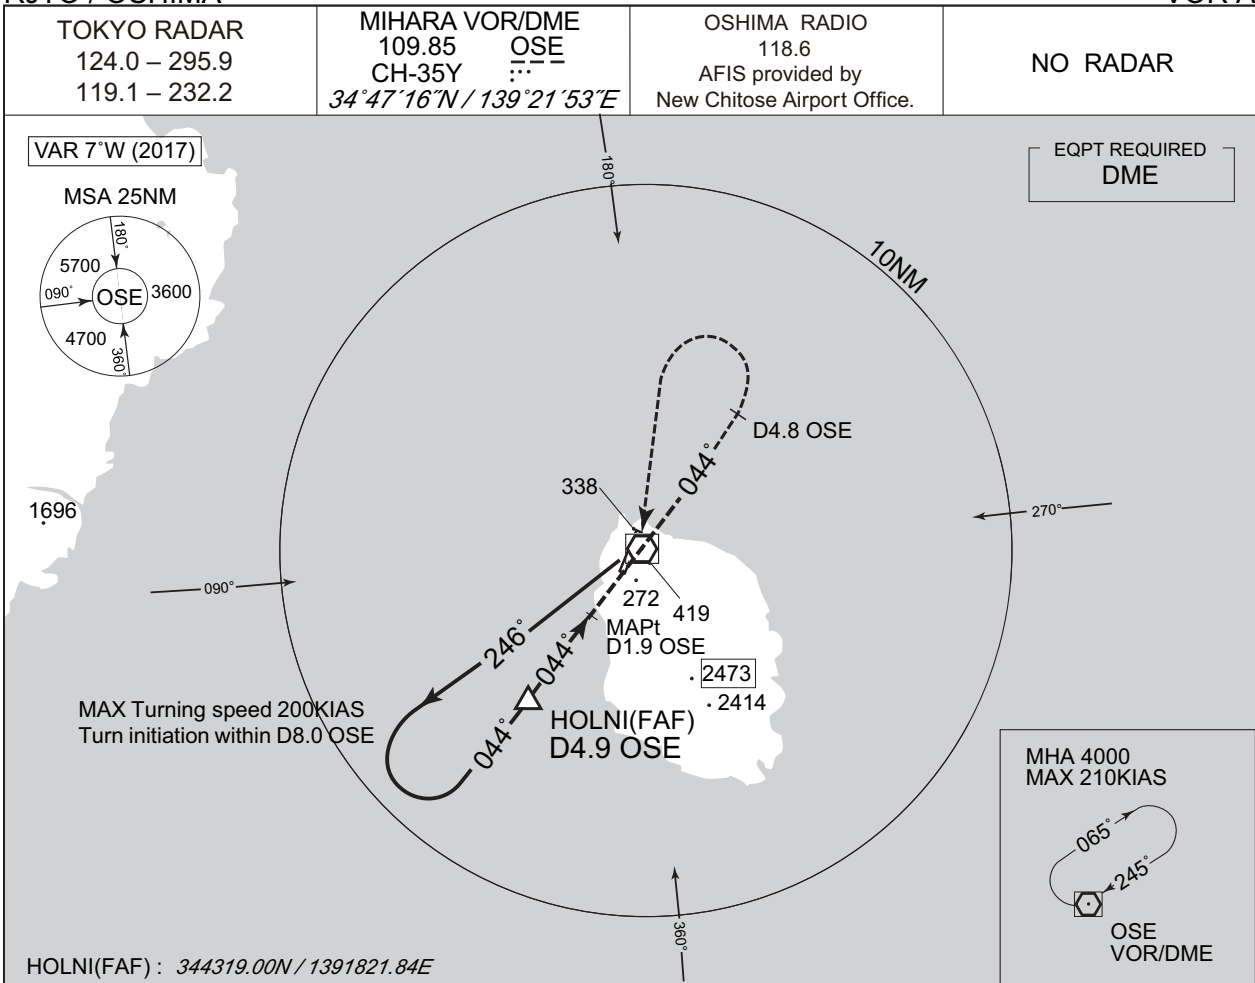 RJTO / OSHIMA
VOR A
TOKYO RADAR
124.0 – 295.9
119.1 – 232.2
MIHARA VOR/DME
109.85 OSE
CH-35Y
34˚47´16˝N / 139˚21´53˝E
OSHIMA RADIO
118.6
AFIS provided by
New Chitose Airport Office.
NO RADAR
VAR 7˚W (2017)
MSA 25NM
180˚
5700
090˚
OSE
3600
4700
360˚
EQPT REQUIRED
DME
180˚
10NM
D4.8 OSE
044˚
338
1696
270°
090˚
272
419
MAPt
D1.9 OSE
246˚
044˚
2473
2414
MAX Turning speed 200KIAS
Turn initiation within D8.0 OSE
HOLNI(FAF)
D4.9 OSE
044˚
MHA 4000
MAX 210KIAS
065˚
245˚
OSE
VOR/DME
360˚
HOLNI(FAF) : 344319.00N / 1391821.84E